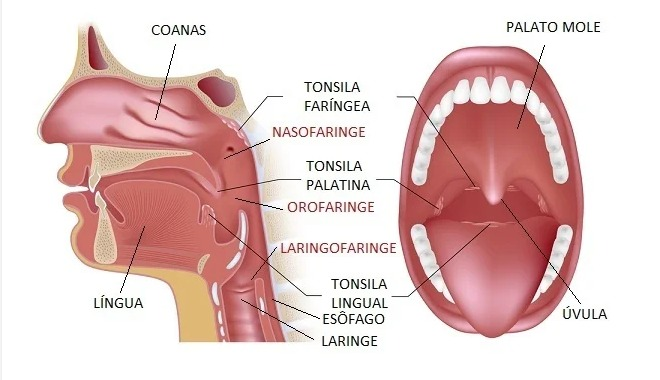 COANAS
PALATO MOLE
TONSILA
FARÍNGEA
NASOFARINGE
TONSILA
PALATINA
OROFARINGE
LARINGOFARINGE
TONSILA
LINGUAL
LÍNGUA
ESÔFAGO
ÚVULA
LARINGE